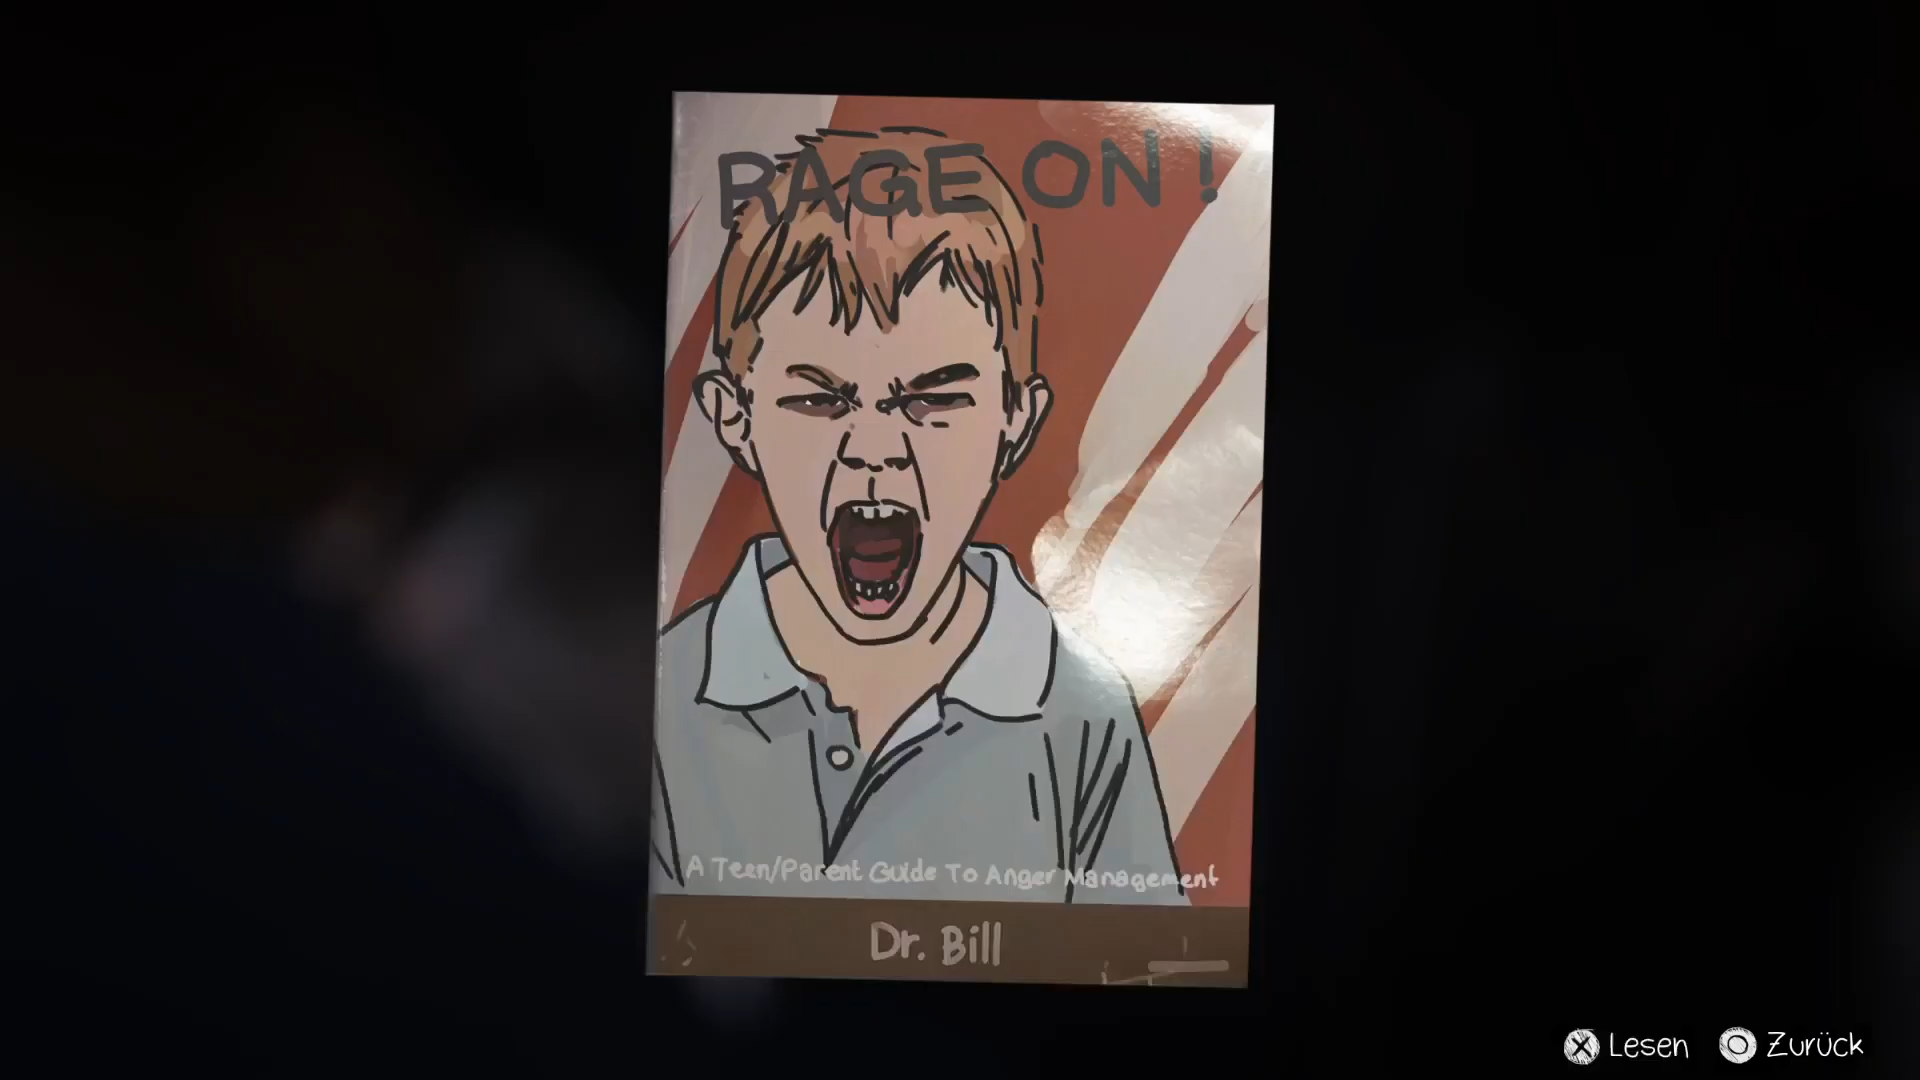 RAGE ON!
A Teen/Parent Guide To Anger Management
Dr. Bill
Lesen
Zurück